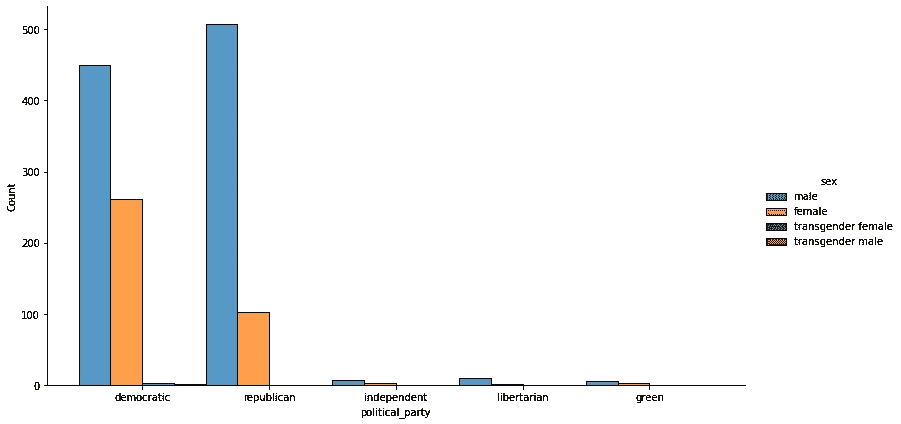 500
400
300
200
100
0
Count
democratic republican independent libertarian green
political_party
sex
male
female
transgender female
transgender male